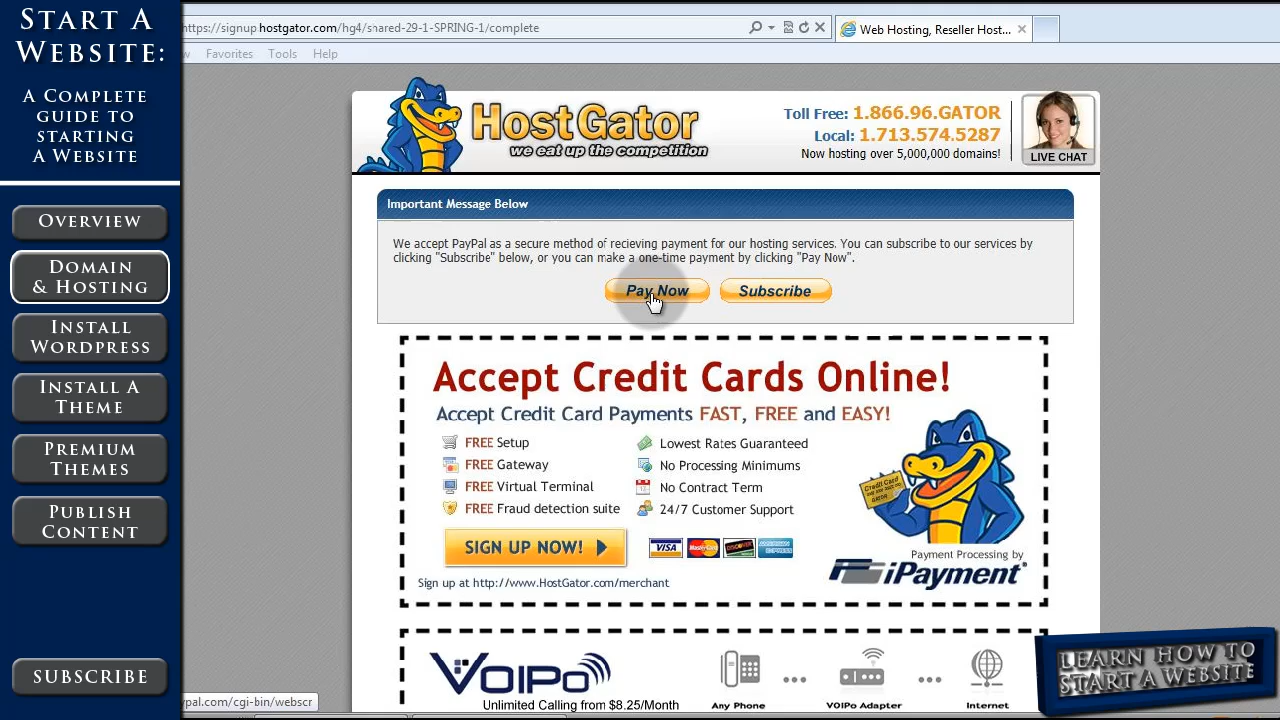 START A
WEBSITE:
A COMPLETE
GUIDE TO
STARTING
A WEBSITE
OVERVIEW
DOMAIN
& HOSTING
INSTALL
WORDPRESS
INSTALL A
THEME
PREMIUM
THEMES
PUBLISH
CONTENT
SUBSCRIBE
https://signup.hostgator.com/hg4/shared-29-1-SPRING-1/complete
Web Hosting, Reseller Host...
Favorites Tools Help
HostGator
we eat up the competition
Toll Free: 1.866.96.GATOR
Local: 1.713.574.5287
Now hosting over 5,000,000 domains!
LIVE CHAT
Important Message Below
We accept PayPal as a secure method of recieving payment for our hosting services. You can subscribe to our services by
clicking "Subscribe" below, or you can make a one-time payment by clicking "Pay Now".
Pay Now Subscribe
Accept Credit Cards Online!
Accept Credit Card Payments FAST, FREE and EASY!
FREE Setup
FREE Gateway
FREE Virtual Terminal
FREE Fraud detection suite
Lowest Rates Guaranteed
No Processing Minimums
No Contract Term
24/7 Customer Support
SIGN UP NOW!
VISA MasterCard DISCOVER
Sign up at http://www.HostGator.com/merchant
Credit Card
Payment Processing by
iPayment
VOIPo
Unlimited Calling from $8.25/Month
Any Phone VOIPo Adapter Internet
LEARN HOW TO
START A WEBSITE
ypal.com/cgi-bin/webscr